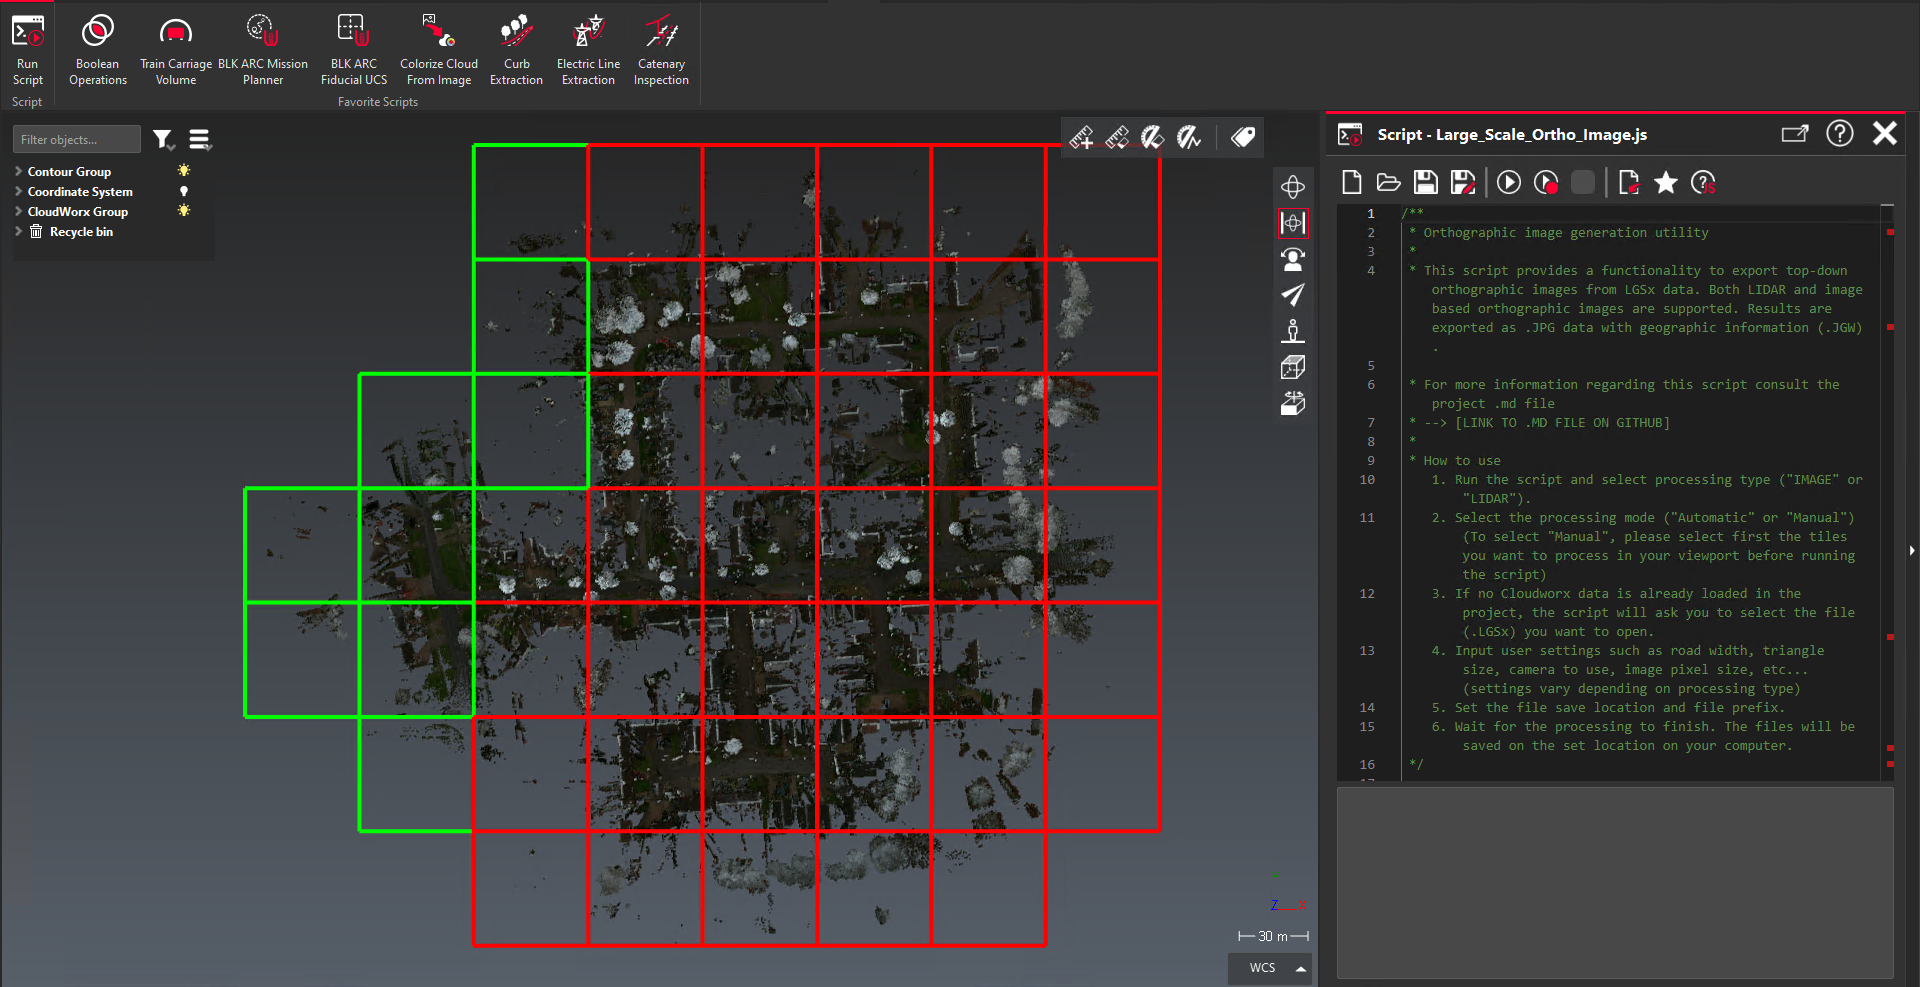 Run
Script
Boolean
Operations
Train Carriage
Volume
BLK ARC Mission
Planner
BLK ARC
Fiducial UCS
Colorize Cloud
From Image
Curb
Extraction
Electric Line
Extraction
Catenary
Inspection
Script
Favorite Scripts
Filter objects...
Contour Group
Coordinate System
CloudWorx Group
Recycle bin
Z
X
30 m
WCS
Script - Large_Scale_Ortho_Image.js
JS
1 /**
2 * Orthographic image generation utility
3 *
4 * This script provides a functionality to export top-down
orthographic images from LGSx data. Both LIDAR and image
based orthographic images are supported. Results are
exported as .JPG data with geographic information (.JGW)
.
5
6 * For more information regarding this script consult the
project .md file
7 * --> [LINK TO .MD FILE ON GITHUB]
8 *
9 * How to use
10 1. Run the script and select processing type ("IMAGE" or
"LIDAR").
11 2. Select the processing mode ("Automatic" or "Manual")
(To select "Manual", please select first the tiles
you want to process in your viewport before running
the script)
12 3. If no Cloudworx data is already loaded in the
project, the script will ask you to select the file
(.LGSx) you want to open.
13 4. Input user settings such as road width, triangle
size, camera to use, image pixel size, etc...
(settings vary depending on processing type)
14 5. Set the file save location and file prefix.
15 6. Wait for the processing to finish. The files will be
saved on the set location on your computer.
16 */